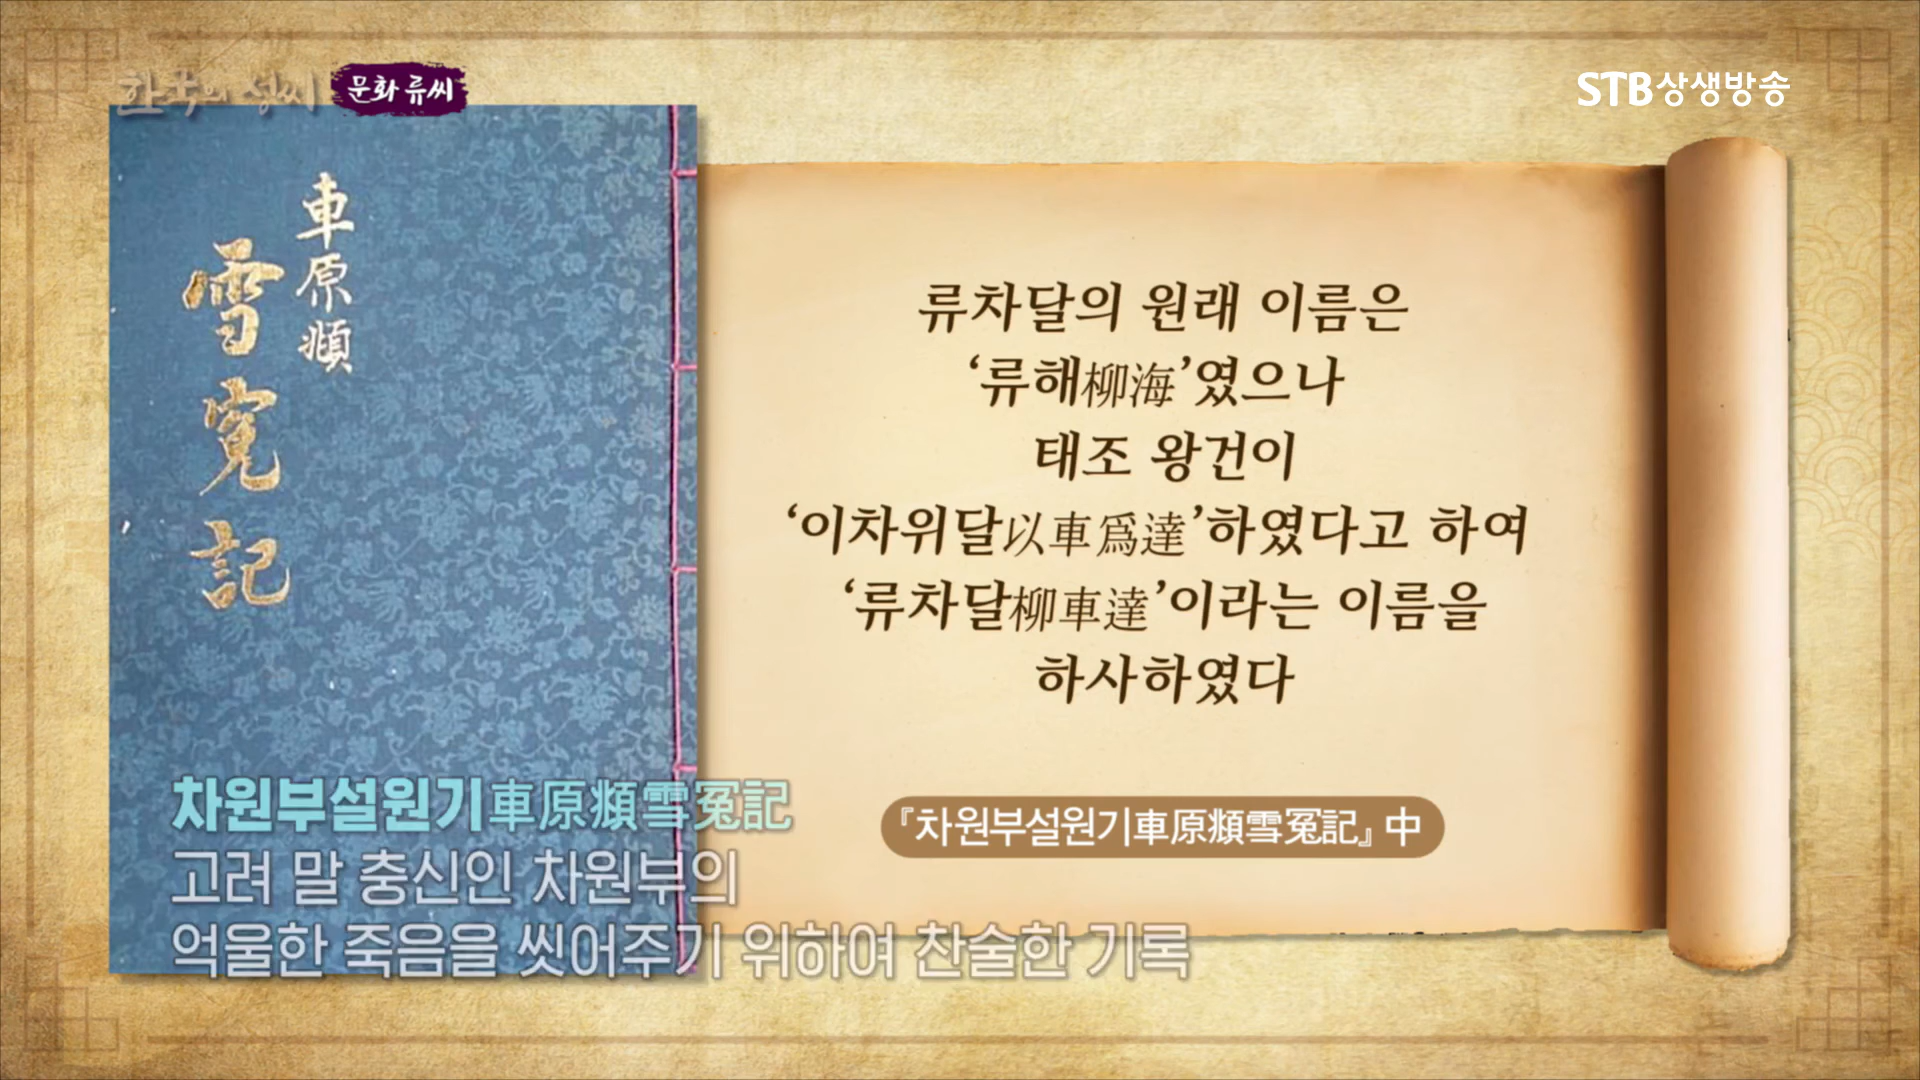 한국의 성씨 문화 류씨
STB상생방송
車原頫
雪寃記
류차달의 원래 이름은
‘류해柳海’였으나
태조 왕건이
‘이차위달以車爲達’하였다고 하여
‘류차달柳車達’이라는 이름을
하사하였다
『차원부설원기車原頫雪冤記』 中
차원부설원기車原頫雪冤記
고려 말 충신인 차원부의
억울한 죽음을 씻어주기 위하여 찬술한 기록